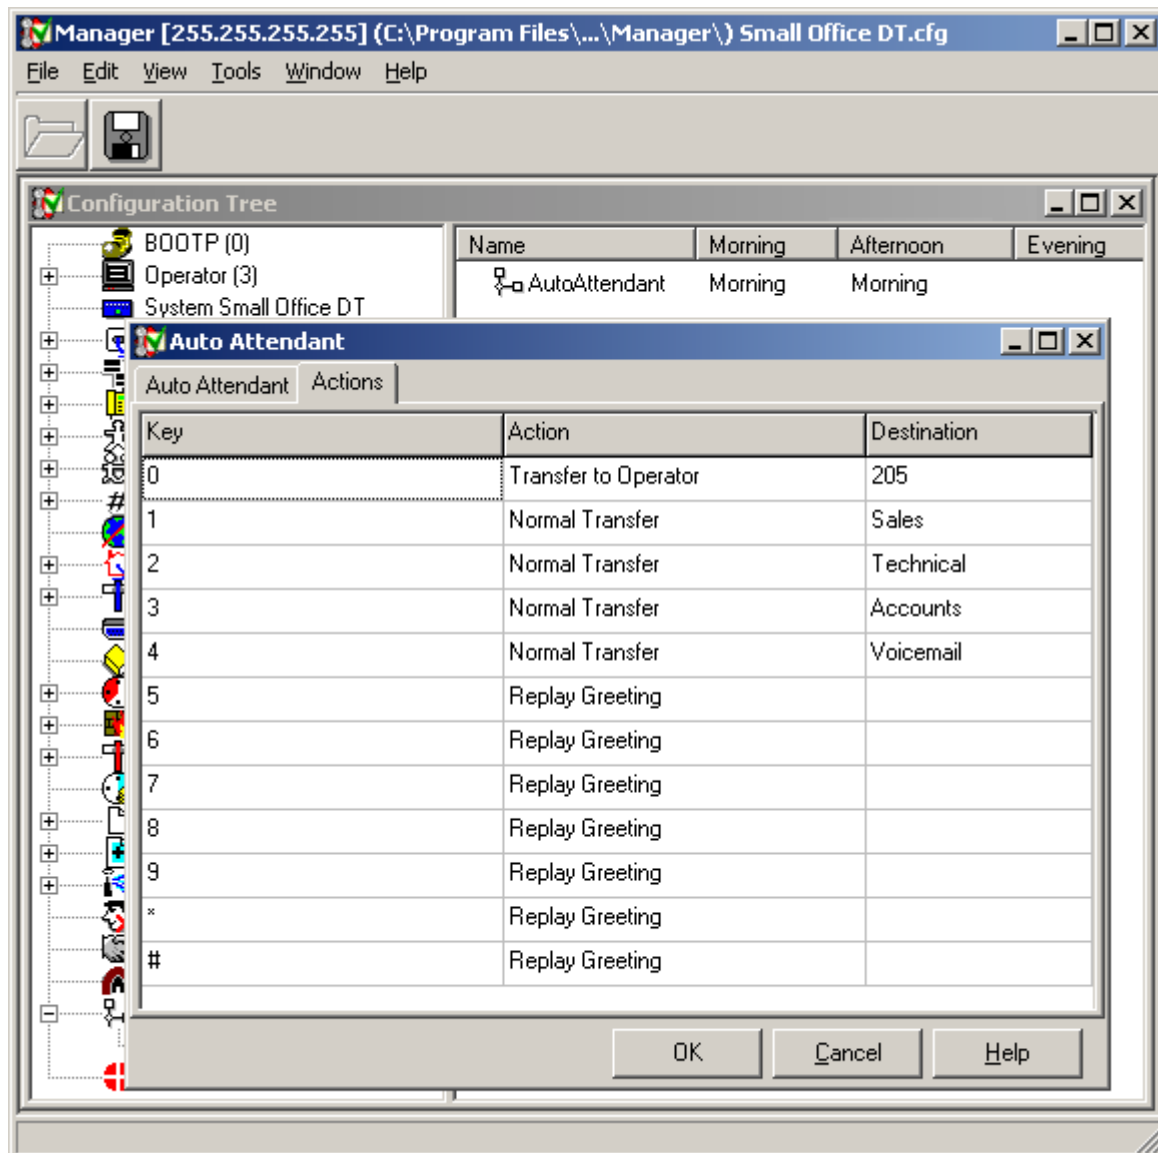 Manager [255.255.255.255] (C:\Program Files\...\Manager\) Small Office DT.cfg
File Edit View Tools Window Help
Configuration Tree
BOOTP (0)
Operator (3)
System Small Office DT
Name Morning Afternoon Evening
AutoAttendant Morning Morning
Auto Attendant
Auto Attendant Actions
Key Action Destination
0 Transfer to Operator 205
1 Normal Transfer Sales
2 Normal Transfer Technical
3 Normal Transfer Accounts
4 Normal Transfer Voicemail
5 Replay Greeting
6 Replay Greeting
7 Replay Greeting
8 Replay Greeting
9 Replay Greeting
* Replay Greeting
# Replay Greeting
OK Cancel Help